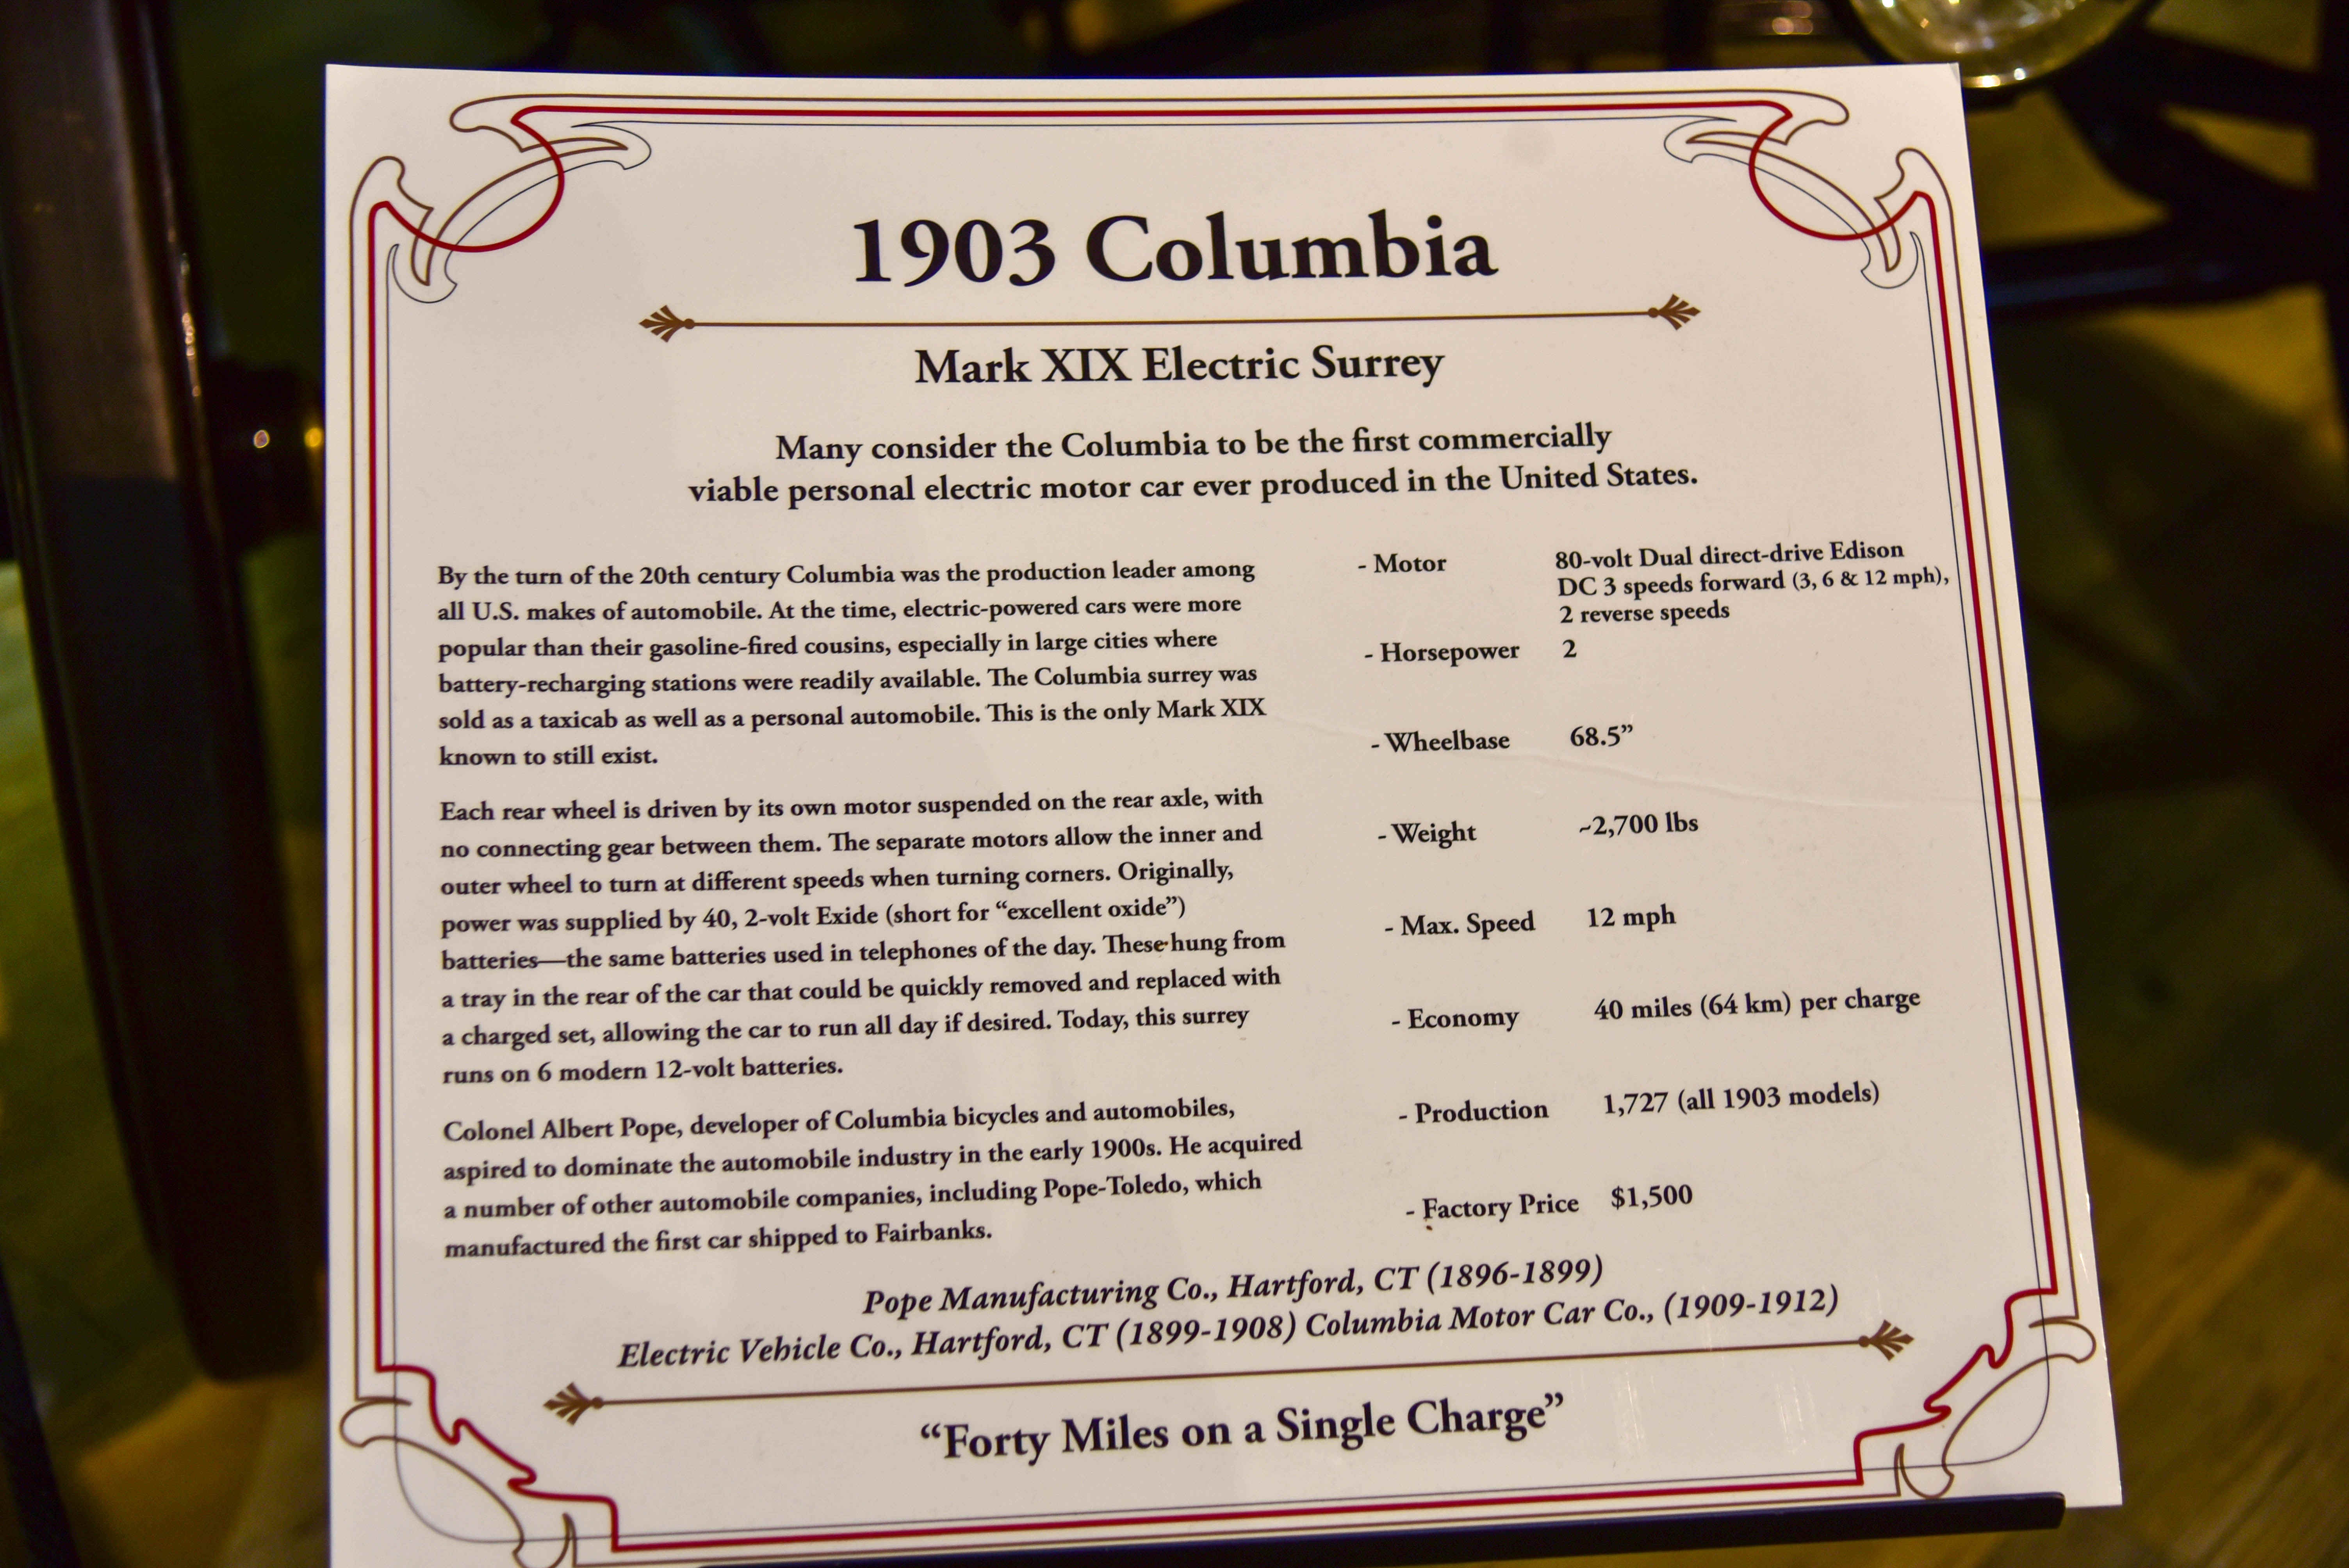 1903 Columbia
Mark XIX Electric Surrey
Many consider the Columbia to be the first commercially
viable personal electric motor car ever produced in the United States.
By the turn of the 20th century Columbia was the production leader among
all U.S. makes of automobile. At the time, electric-powered cars were more
popular than their gasoline-fired cousins, especially in large cities where
battery-recharging stations were readily available. The Columbia surrey was
sold as a taxicab as well as a personal automobile. This is the only Mark XIX
known to still exist.
Each rear wheel is driven by its own motor suspended on the rear axle, with
no connecting gear between them. The separate motors allow the inner and
outer wheel to turn at different speeds when turning corners. Originally,
power was supplied by 40, 2-volt Exide (short for “excellent oxide”)
batteries—the same batteries used in telephones of the day. These hung from
a tray in the rear of the car that could be quickly removed and replaced with
a charged set, allowing the car to run all day if desired. Today, this surrey
runs on 6 modern 12-volt batteries.
Colonel Albert Pope, developer of Columbia bicycles and automobiles,
aspired to dominate the automobile industry in the early 1900s. He acquired
a number of other automobile companies, including Pope-Toledo, which
manufactured the first car shipped to Fairbanks.
- Motor 80-volt Dual direct-drive Edison
DC 3 speeds forward (3, 6 & 12 mph),
2 reverse speeds
- Horsepower 2
- Wheelbase 68.5”
- Weight ~2,700 lbs
- Max. Speed 12 mph
- Economy 40 miles (64 km) per charge
- Production 1,727 (all 1903 models)
- Factory Price $1,500
Pope Manufacturing Co., Hartford, CT (1896-1899)
Electric Vehicle Co., Hartford, CT (1899-1908) Columbia Motor Car Co., (1909-1912)
“Forty Miles on a Single Charge”